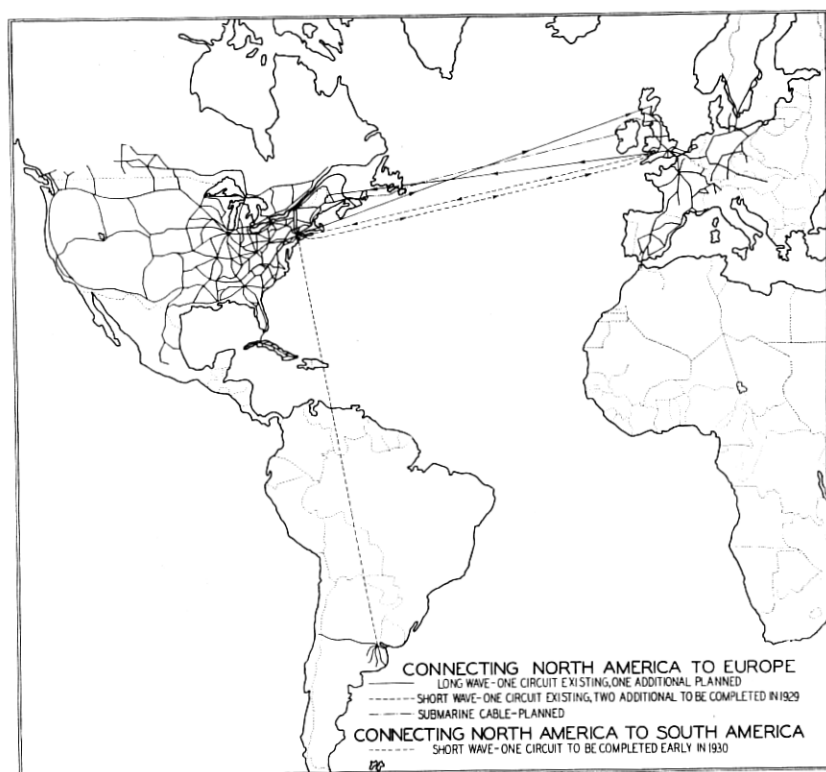 CONNECTING NORTH AMERICA TO EUROPE
LONG WAVE-ONE CIRCUIT EXISTING, ONE ADDITIONAL PLANNED
SHORT WAVE-ONE CIRCUIT EXISTING, TWO ADDITIONAL TO BE COMPLETED IN 1929
SUBMARINE CABLE-PLANNED
CONNECTING NORTH AMERICA TO SOUTH AMERICA
SHORT WAVE-ONE CIRCUIT TO BE COMPLETED EARLY IN 1930